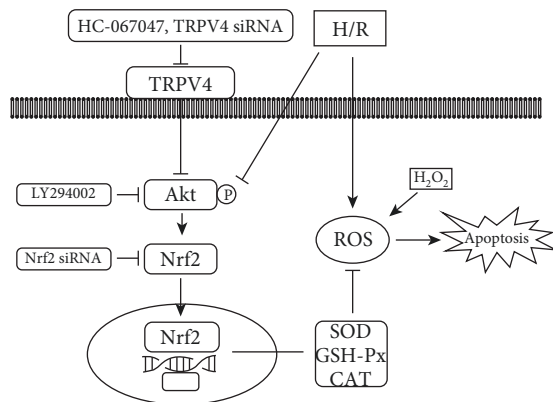 HC-067047, TRPV4 siRNA
H/R
TRPV4
LY294002
Akt
P
H₂O₂
Nrf2 siRNA
Nrf2
ROS
Apoptosis
Nrf2
SOD
GSH-Px
CAT